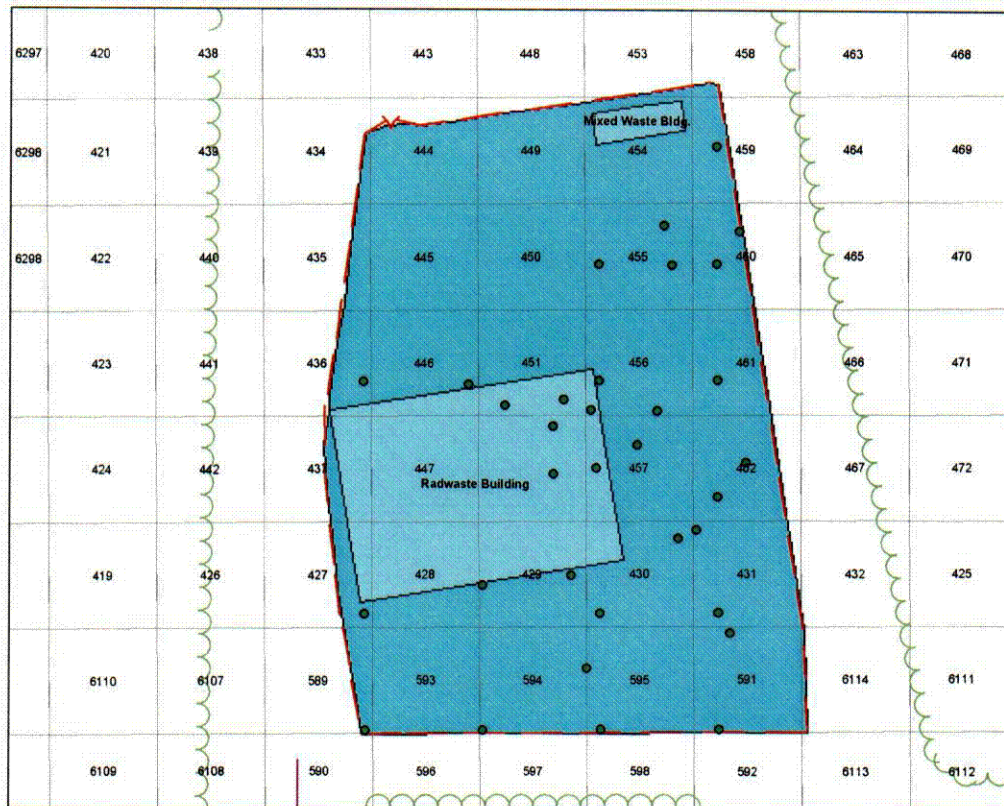 6297 420 438 433 443 448 453 458 463 468
Mixed Waste Bldg.
6298 421 439 434 444 449 454 459 464 469
6298 422 440 435 445 450 455 460 465 470
423 441 436 446 451 456 461 466 471
424 442 437 447 457 462 467 472
Radwaste Building
419 426 427 428 429 430 431 432 425
6110 6107 589 593 594 595 591 6114 6111
6109 6108 590 596 597 598 592 6113 6112